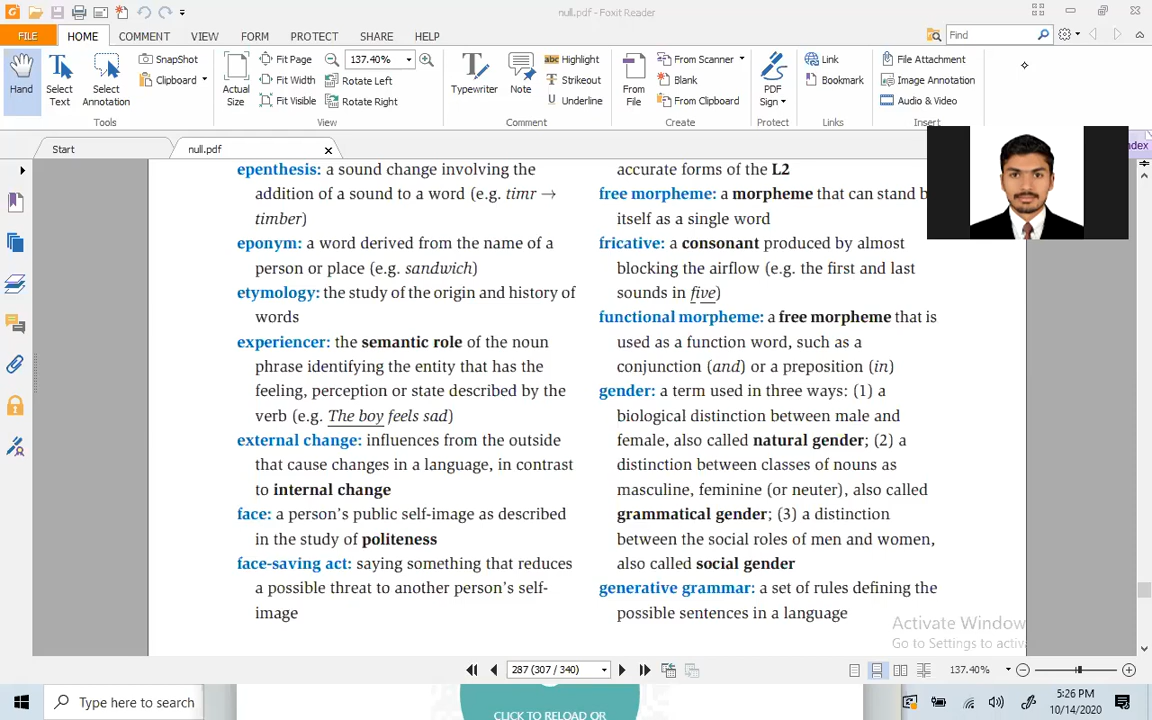 null.pdf - Foxit Reader
FILE
HOME
COMMENT
VIEW
FORM
PROTECT
SHARE
HELP
Find
Hand
Select
Text
Select
Annotation
SnapShot
Clipboard
Tools
Actual
Size
Fit Page
Fit Width
Fit Visible
137.40%
Rotate Left
Rotate Right
View
Typewriter
Note
Highlight
Strikeout
Underline
Comment
From
File
From Scanner
Blank
From Clipboard
Create
PDF
Sign
Protect
Link
Bookmark
Links
File Attachment
Image Annotation
Audio & Video
Insert
Start
null.pdf
ndex
epenthesis: a sound change involving the
addition of a sound to a word (e.g. timr →
timber)
eponym: a word derived from the name of a
person or place (e.g. sandwich)
etymology: the study of the origin and history of
words
experiencer: the semantic role of the noun
phrase identifying the entity that has the
feeling, perception or state described by the
verb (e.g. The boy feels sad)
external change: influences from the outside
that cause changes in a language, in contrast
to internal change
face: a person's public self-image as described
in the study of politeness
face-saving act: saying something that reduces
a possible threat to another person's self-
image
accurate forms of the L2
free morpheme: a morpheme that can stand b
itself as a single word
fricative: a consonant produced by almost
blocking the airflow (e.g. the first and last
sounds in five)
functional morpheme: a free morpheme that is
used as a function word, such as a
conjunction (and) or a preposition (in)
gender: a term used in three ways: (1) a
biological distinction between male and
female, also called natural gender; (2) a
distinction between classes of nouns as
masculine, feminine (or neuter), also called
grammatical gender; (3) a distinction
between the social roles of men and women,
also called social gender
generative grammar: a set of rules defining the
possible sentences in a language
Activate Window
Go to Settings to activ
287 (307 / 340)
137.40%
Type here to search
CLICK TO RELOAD OR
5:26 PM
10/14/2020